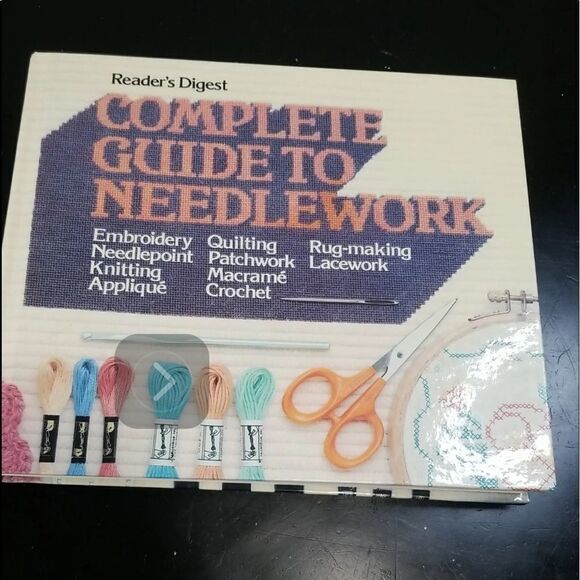 Reader's Digest
COMPLETE
GUIDE TO
NEEDLEWORK
Embroidery
Needlepoint
Knitting
Appliqué
Quilting
Patchwork
Macramé
Crochet
Rug-making
Lacework